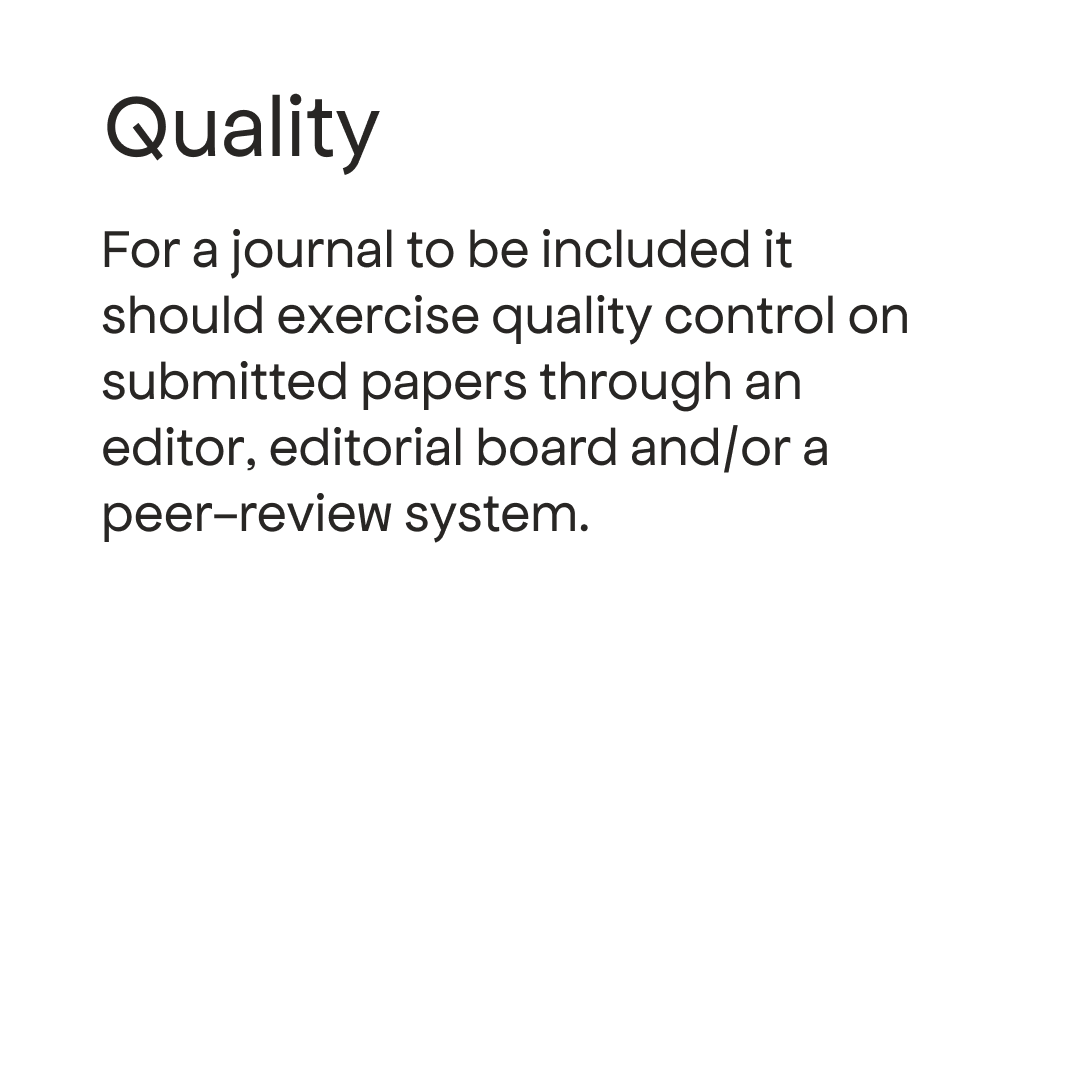 Quality
For a journal to be included it
should exercise quality control on
submitted papers through an
editor, editorial board and/or a
peer–review system.